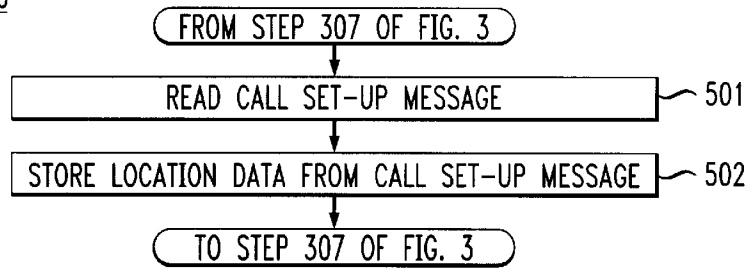 FROM STEP 307 OF FIG. 3
READ CALL SET-UP MESSAGE 501
STORE LOCATION DATA FROM CALL SET-UP MESSAGE 502
TO STEP 307 OF FIG. 3